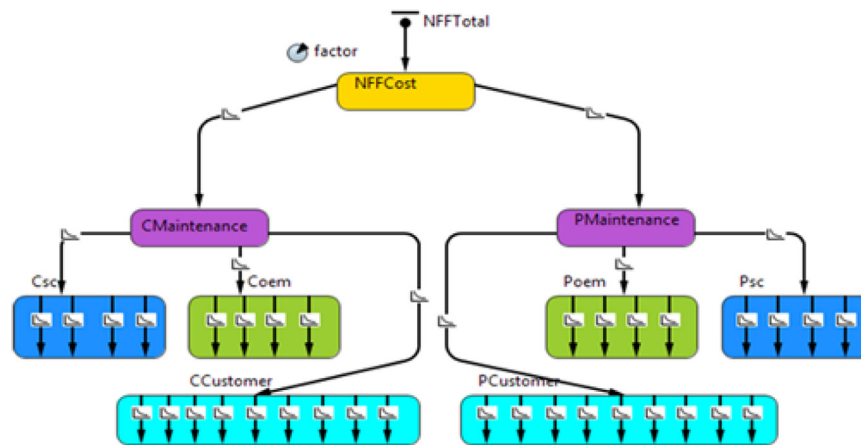 NFFTotal
factor
NFFCost
CMaintenance
PMaintenance
Csc
Coem
Poem
Psc
CCustomer
PCustomer